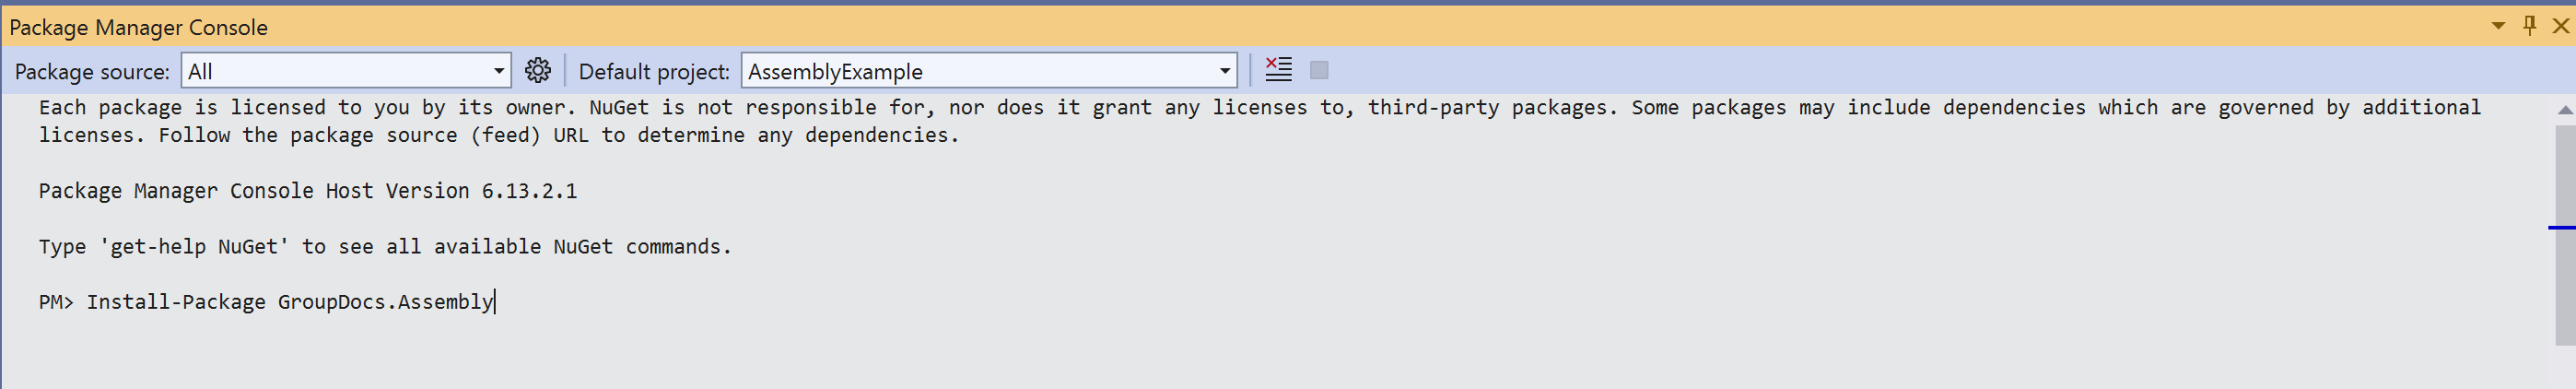 Package Manager Console
Package source: All Default project: AssemblyExample
Each package is licensed to you by its owner. NuGet is not responsible for, nor does it grant any licenses to, third-party packages. Some packages may include dependencies which are governed by additional
licenses. Follow the package source (feed) URL to determine any dependencies.
Package Manager Console Host Version 6.13.2.1
Type 'get-help NuGet' to see all available NuGet commands.
PM> Install-Package GroupDocs.Assembly